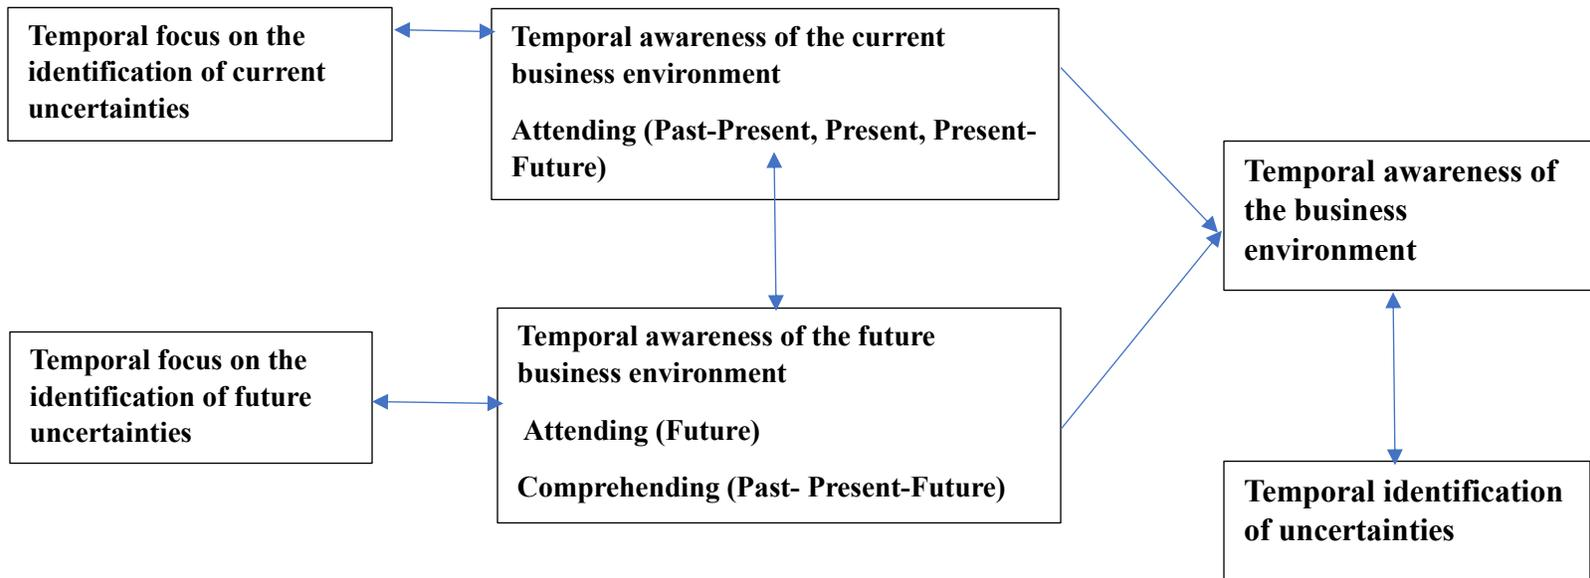 Temporal focus on the
identification of current
uncertainties
Temporal awareness of the current
business environment
Attending (Past-Present, Present, Present-
Future)
Temporal awareness of
the business
environment
Temporal focus on the
identification of future
uncertainties
Temporal awareness of the future
business environment
Attending (Future)
Comprehending (Past- Present-Future)
Temporal identification
of uncertainties